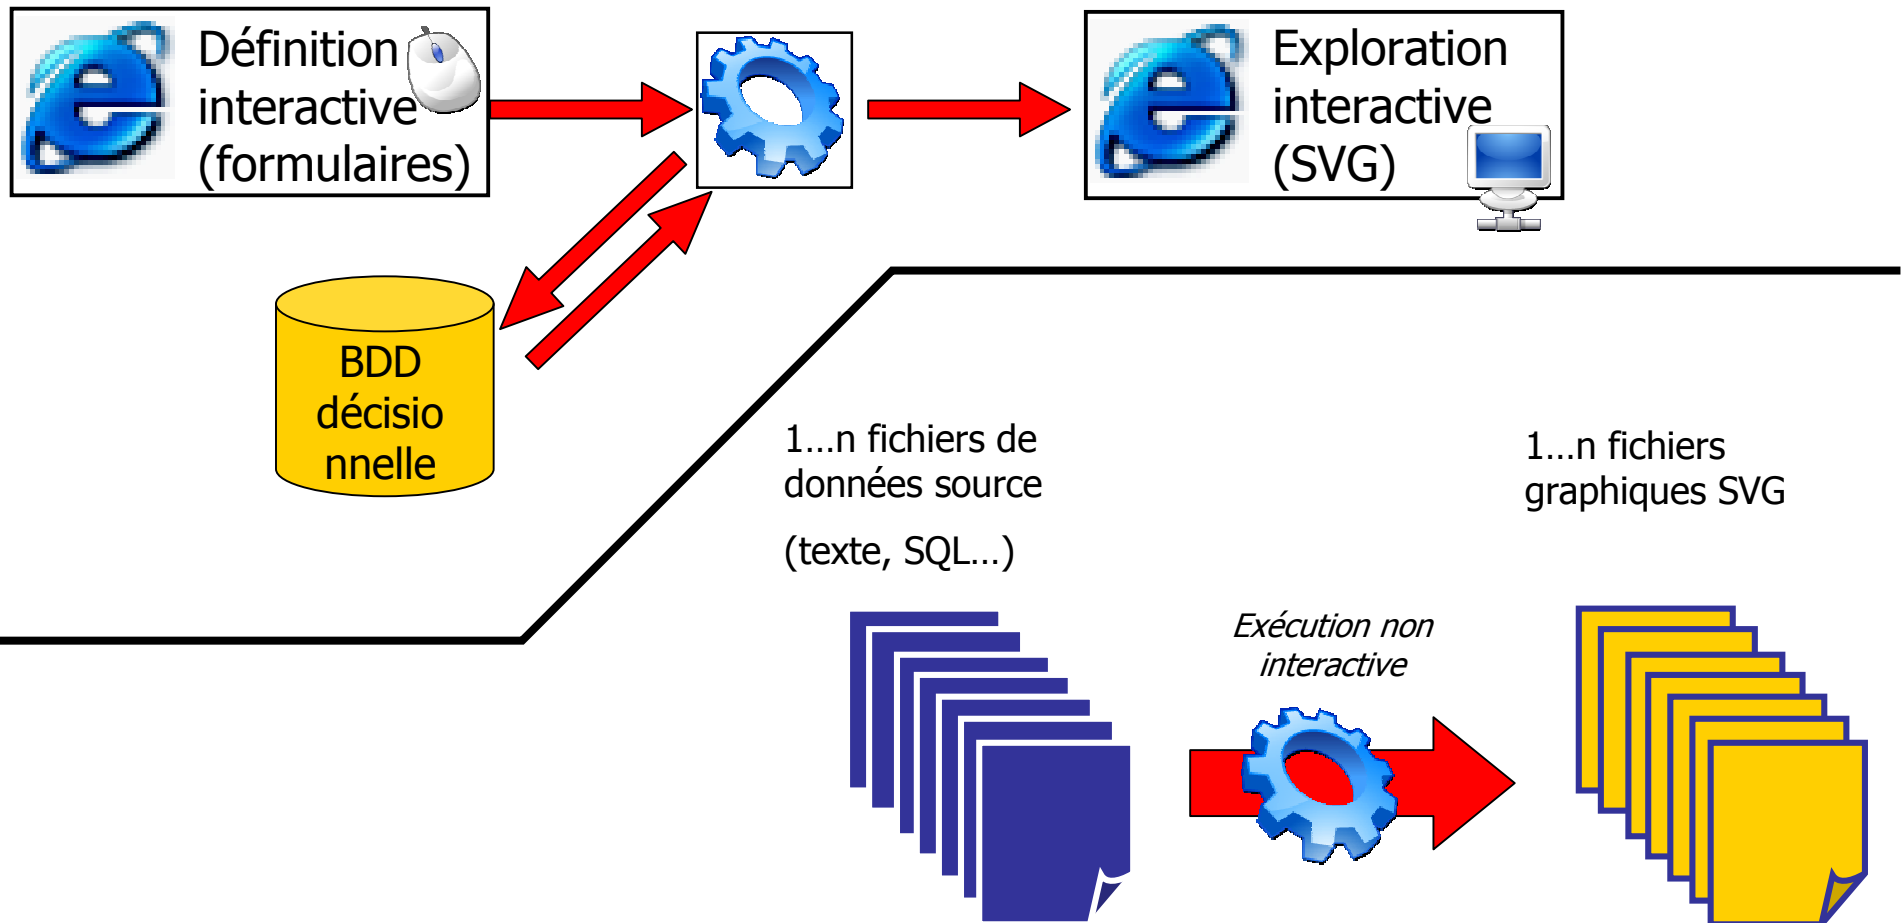 Définition
interactive
(formulaires)
Exploration
interactive
(SVG)
BDD
décisio
nnelle
1…n fichiers de
données source
(texte, SQL…)
1…n fichiers
graphiques SVG
Exécution non
interactive